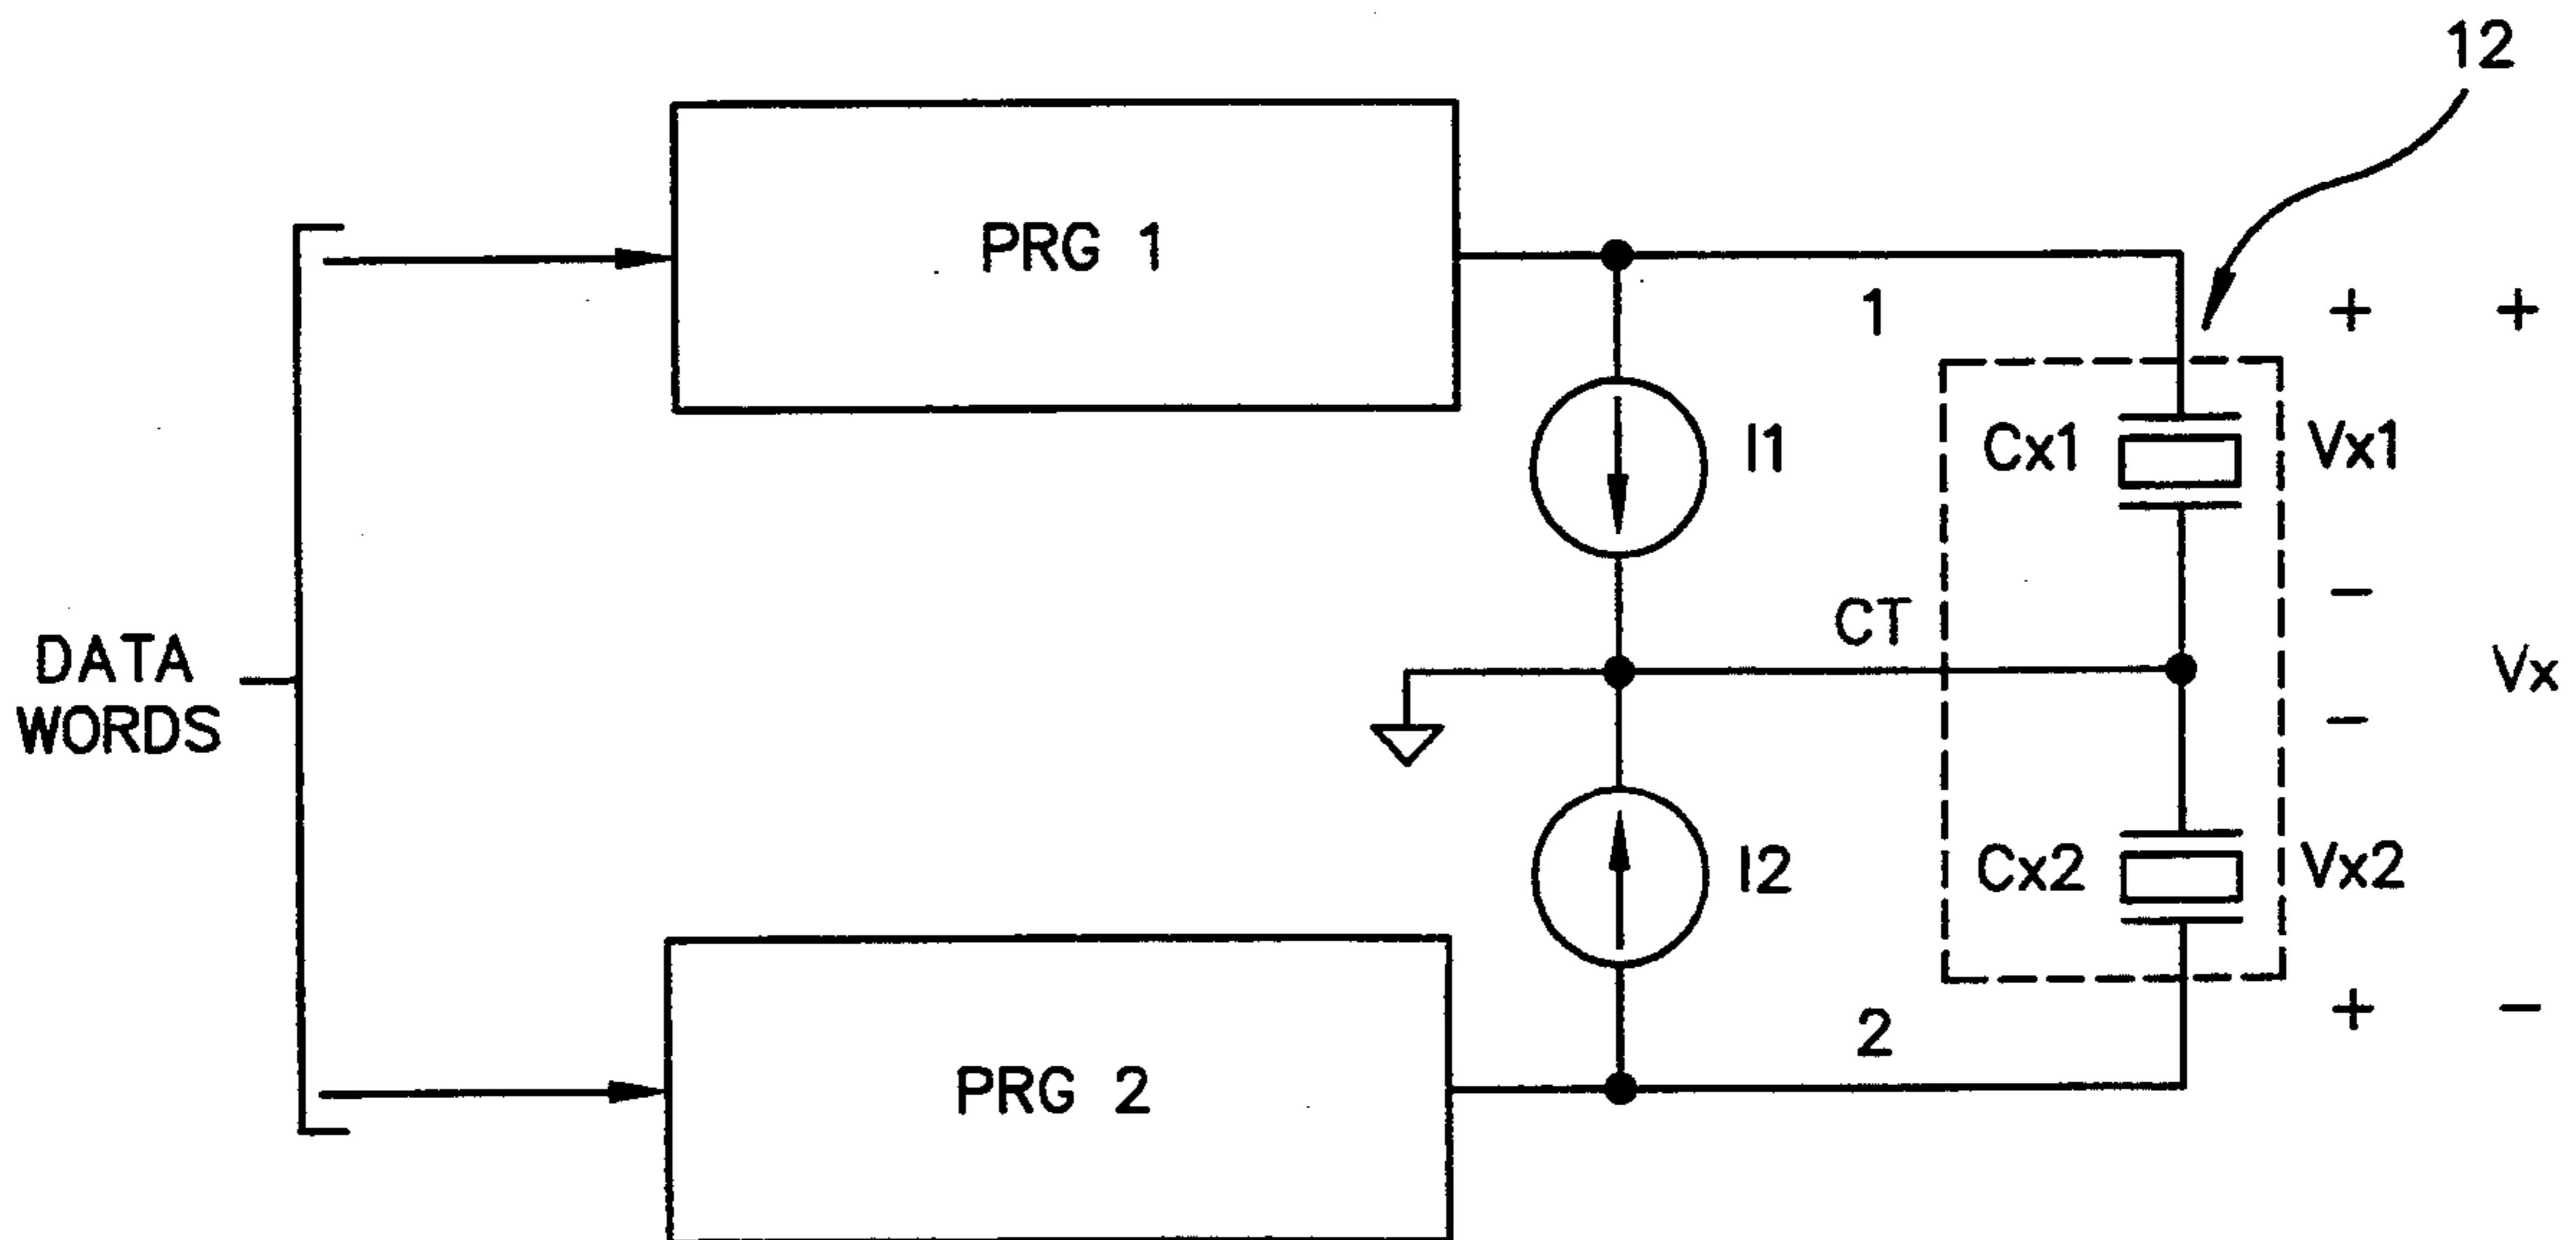 12
PRG 1
1
+ +
I1
Cx1
Vx1
−
CT
DATA
WORDS
Vx
−
I2
Cx2
Vx2
2
+ −
PRG 2